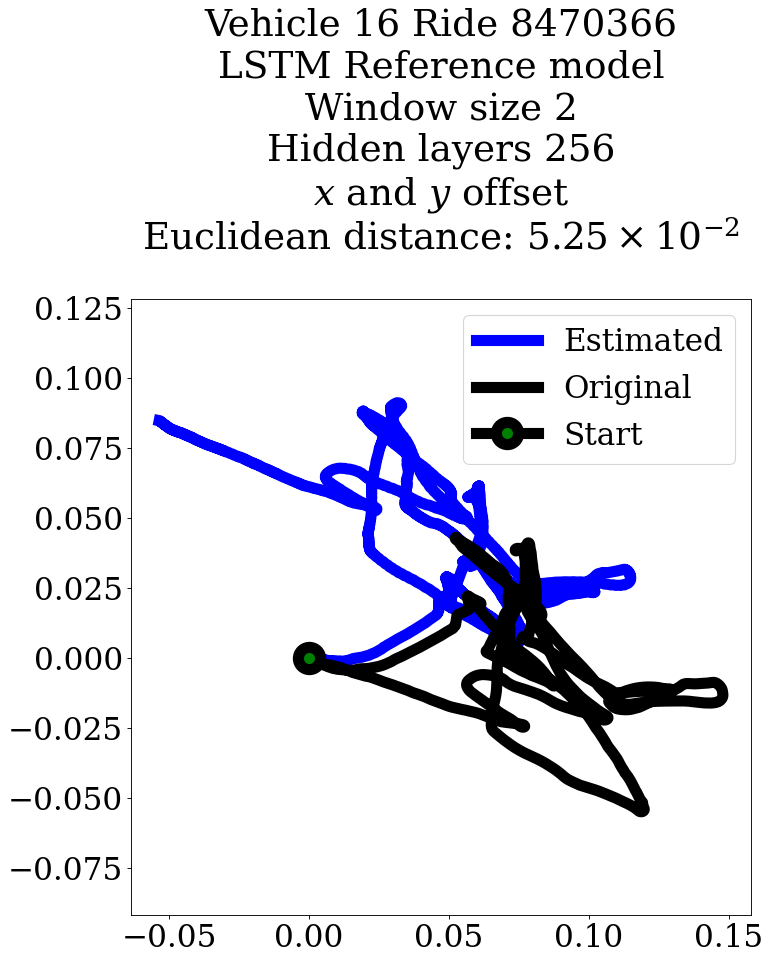 Vehicle 16 Ride 8470366
LSTM Reference model
Window size 2
Hidden layers 256
x and y offset
Euclidean distance: 5.25 × 10⁻²
0.125
0.100
0.075
0.050
0.025
0.000
−0.025
−0.050
−0.075
Estimated
Original
Start
−0.05
0.00
0.05
0.10
0.15